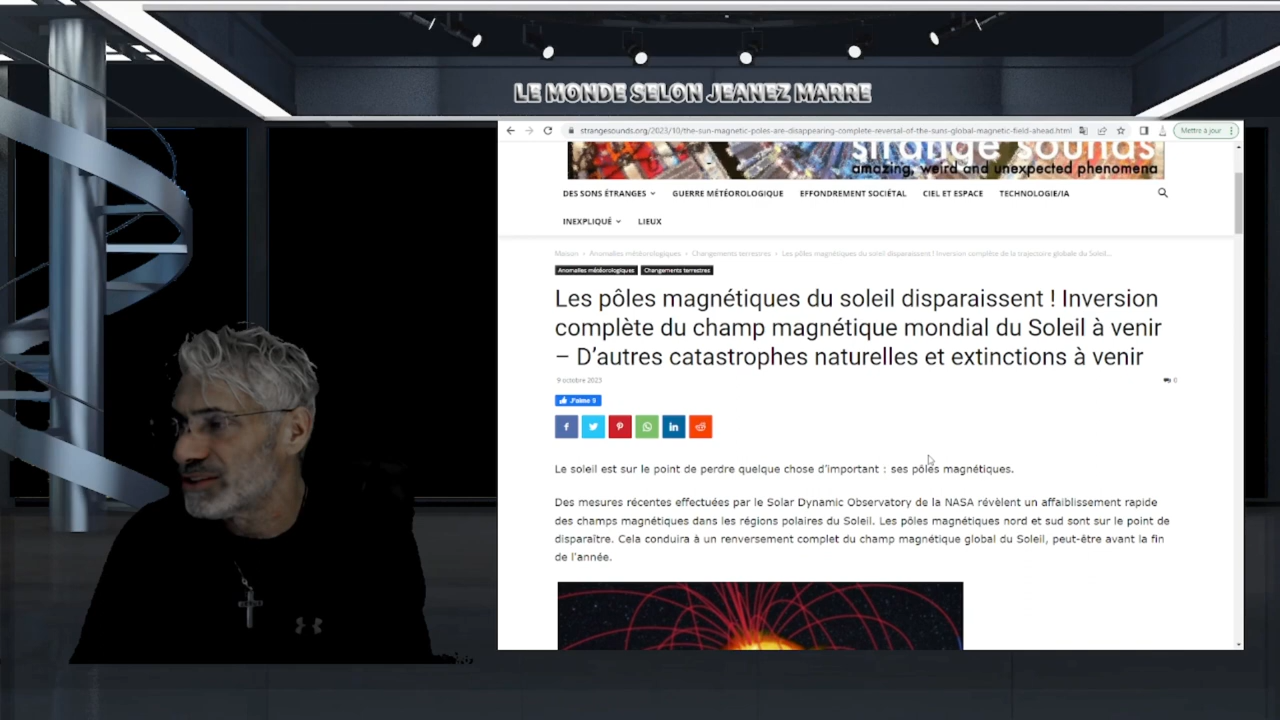 LE MONDE SELON JEANEZ MARRE
strangesounds.org/2023/10/the-sun-magnetic-poles-are-disappearing-complete-reversal-of-the-suns-global-magnetic-field-ahead.html
Mettre à jour
strange sounds
amazing, weird and unexpected phenomena
DES SONS ÉTRANGES GUERRE MÉTÉOROLOGIQUE EFFONDREMENT SOCIÉTAL CIEL ET ESPACE TECHNOLOGIE/IA
INEXPLIQUÉ LIEUX
Maison › Anomalies météorologiques › Changements terrestres › Les pôles magnétiques du soleil disparaissent ! Inversion complète de la trajectoire globale du Soleil...
Anomalies météorologiques Changements terrestres
Les pôles magnétiques du soleil disparaissent ! Inversion
complète du champ magnétique mondial du Soleil à venir
– D’autres catastrophes naturelles et extinctions à venir
9 octobre 2023
0
J'aime 9
Le soleil est sur le point de perdre quelque chose d’important : ses pôles magnétiques.
Des mesures récentes effectuées par le Solar Dynamic Observatory de la NASA révèlent un affaiblissement rapide
des champs magnétiques dans les régions polaires du Soleil. Les pôles magnétiques nord et sud sont sur le point de
disparaître. Cela conduira à un renversement complet du champ magnétique global du Soleil, peut-être avant la fin
de l’année.